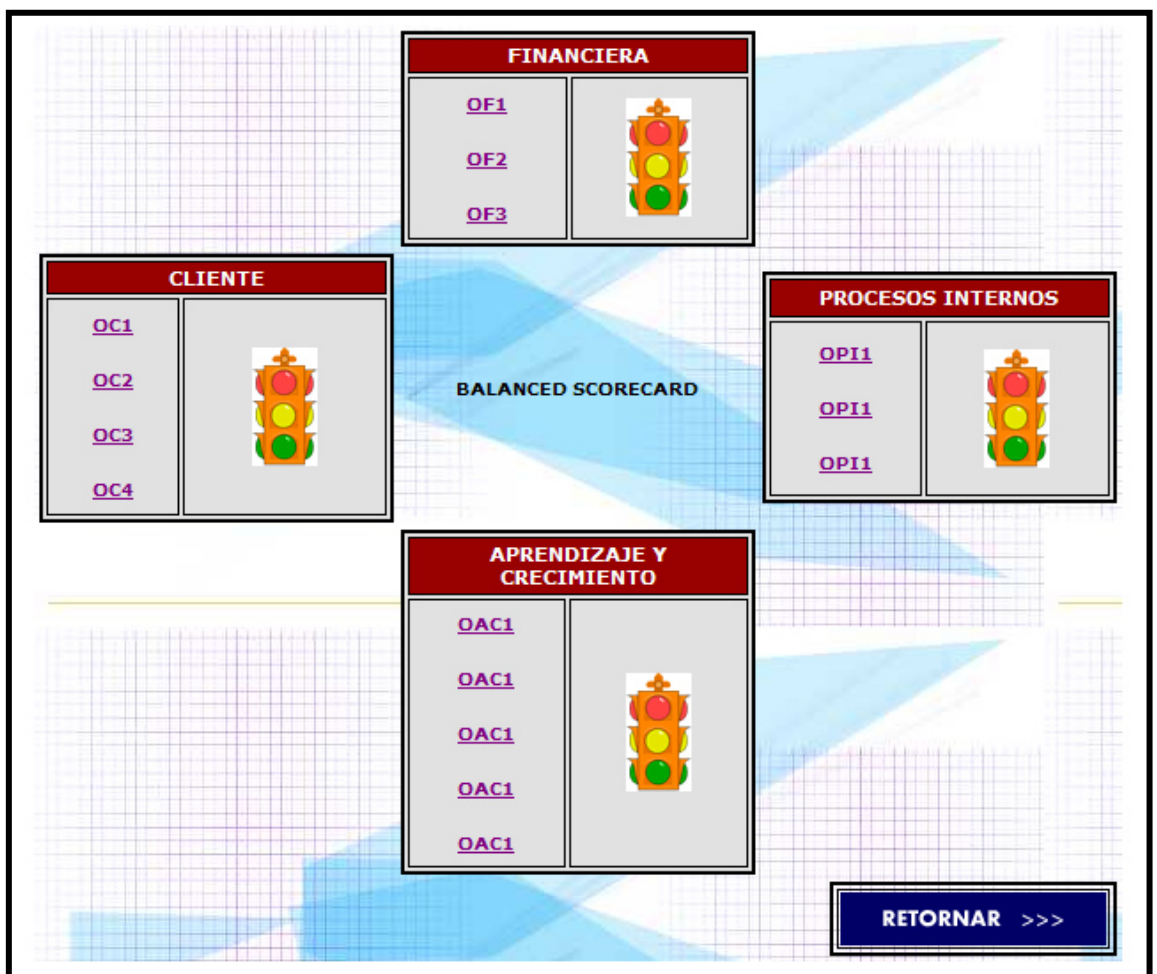 FINANCIERA
OF1
OF2
OF3
CLIENTE
OC1
OC2
OC3
OC4
BALANCED SCORECARD
PROCESOS INTERNOS
OPI1
OPI1
OPI1
APRENDIZAJE Y
CRECIMIENTO
OAC1
OAC1
OAC1
OAC1
OAC1
RETORNAR >>>